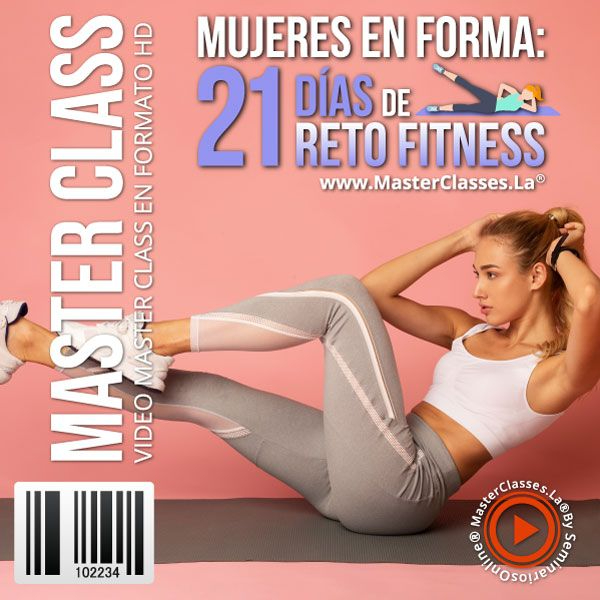 MASTER CLASS
VIDEO MASTER CLASS EN FORMATO HD
MUJERES EN FORMA:
21 DÍAS DE
RETO FITNESS
www.MasterClasses.La®
102234
MasterClasses.La®By SeminariosOnline®